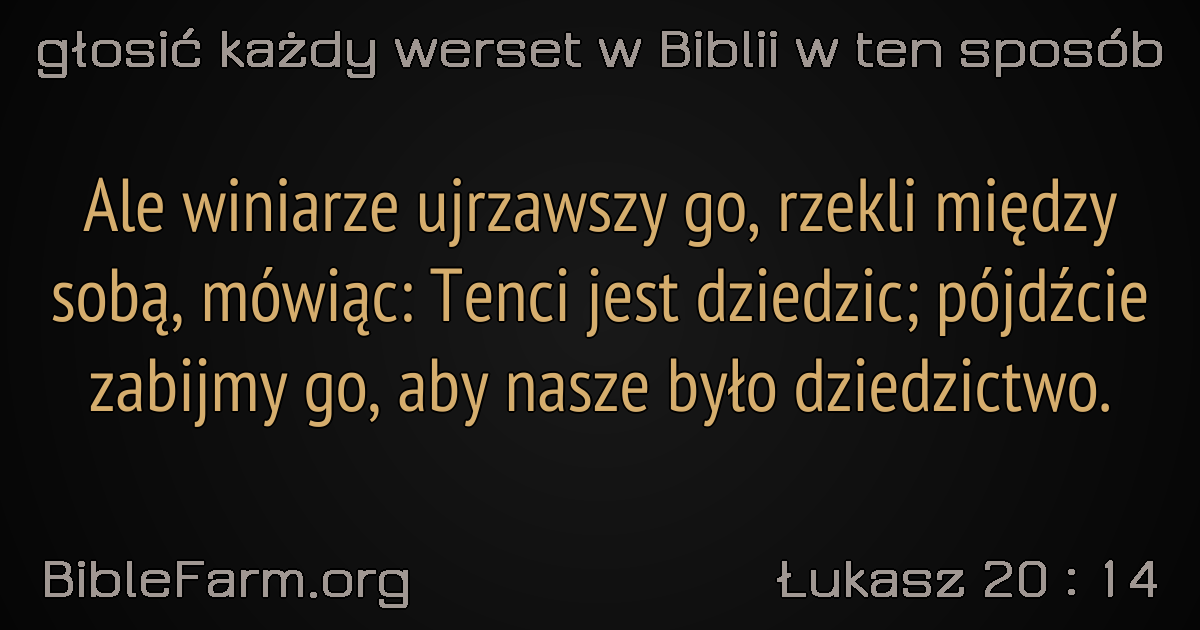 głosić każdy werset w Biblii w ten sposób
Ale winiarze ujrzawszy go, rzekli między
sobą, mówiąc: Tenci jest dziedzic; pójdźcie
zabijmy go, aby nasze było dziedzictwo.
BibleFarm.org
Łukasz 20 : 14